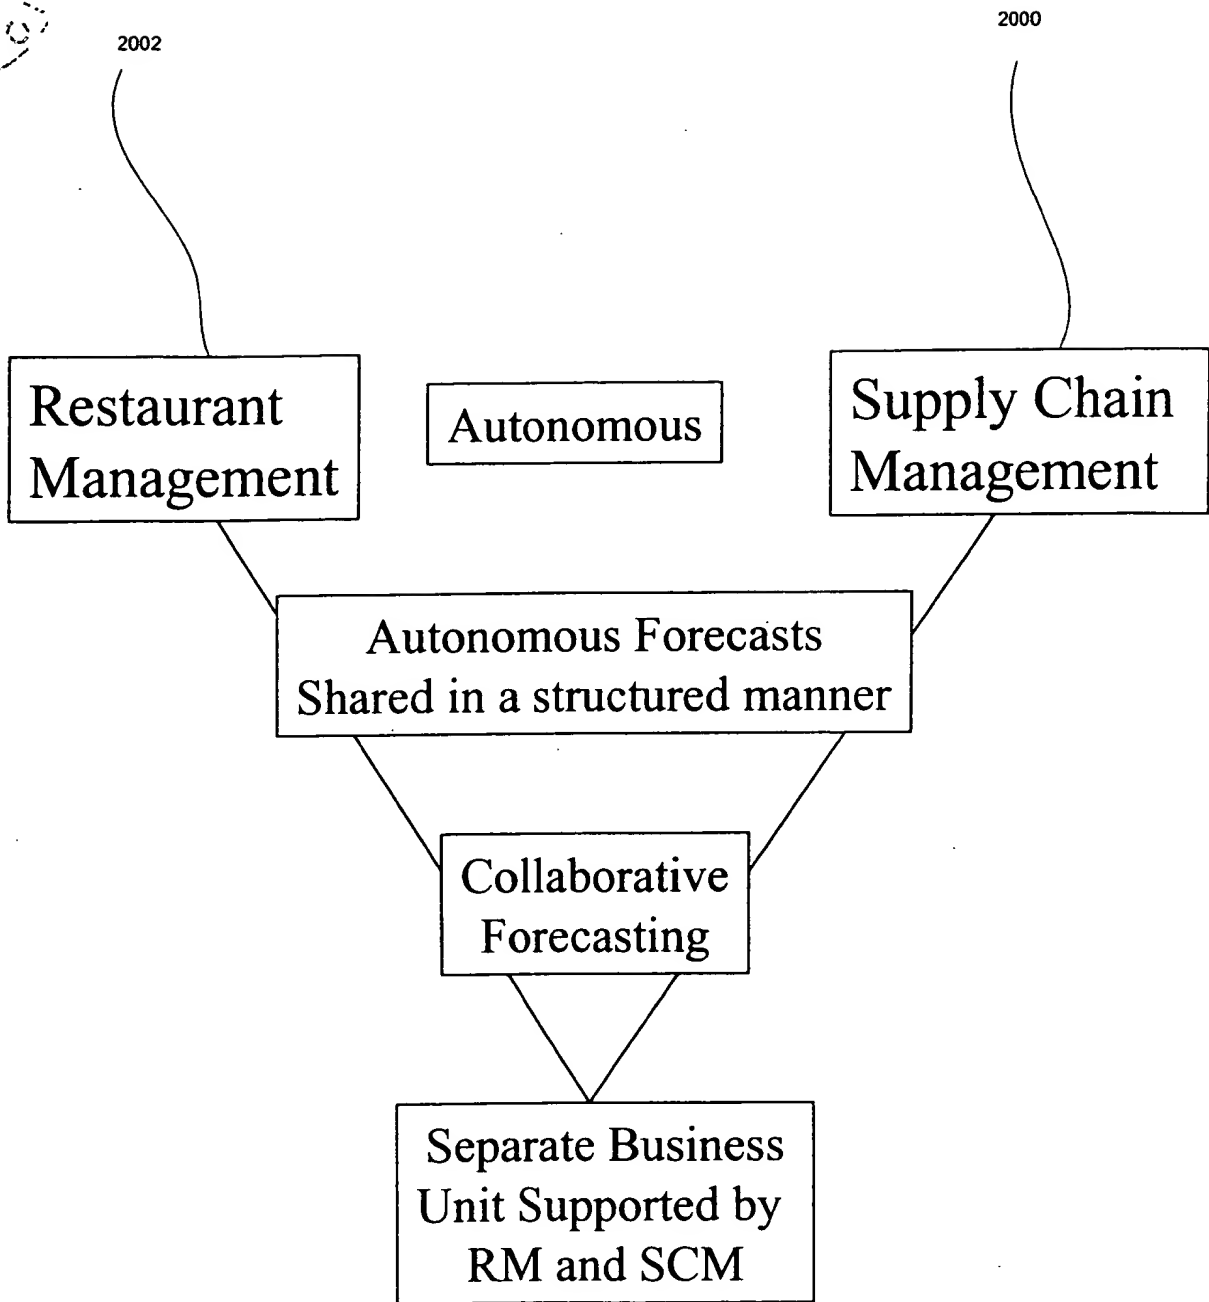 2002
2000
Restaurant
Management
Autonomous
Supply Chain
Management
Autonomous Forecasts
Shared in a structured manner
Collaborative
Forecasting
Separate Business
Unit Supported by
RM and SCM